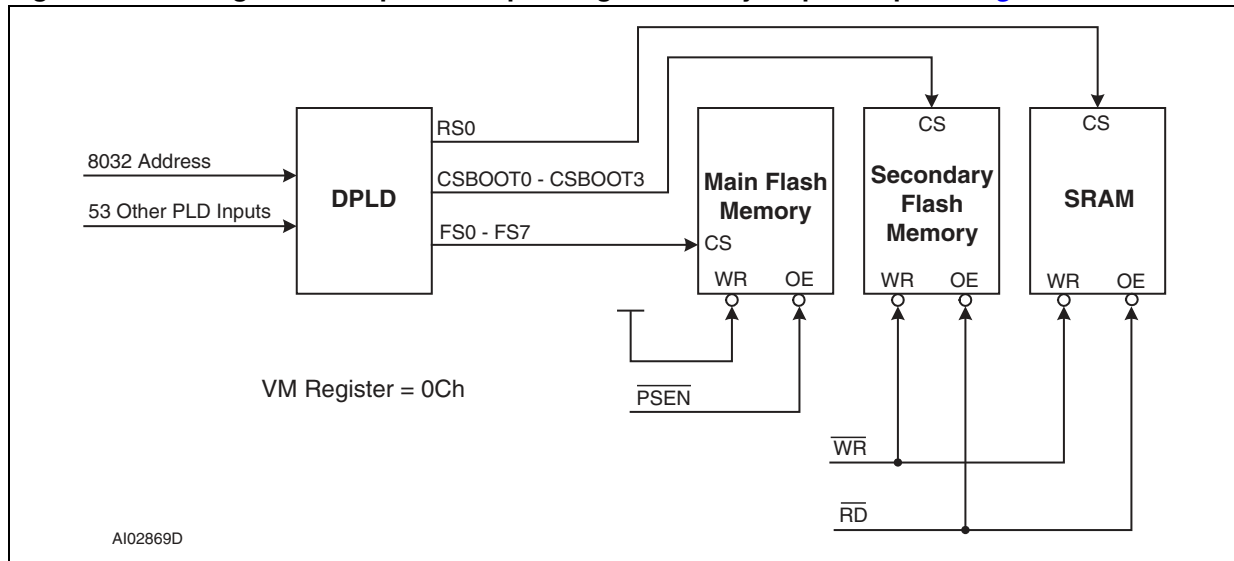 RS0
8032 Address
53 Other PLD Inputs
DPLD
CSBOOT0 - CSBOOT3
FS0 - FS7
Main Flash
Memory
CS
WR OE
CS
Secondary
Flash
Memory
WR OE
CS
SRAM
WR OE
VM Register = 0Ch
PSEN
WR
RD
AI02869D